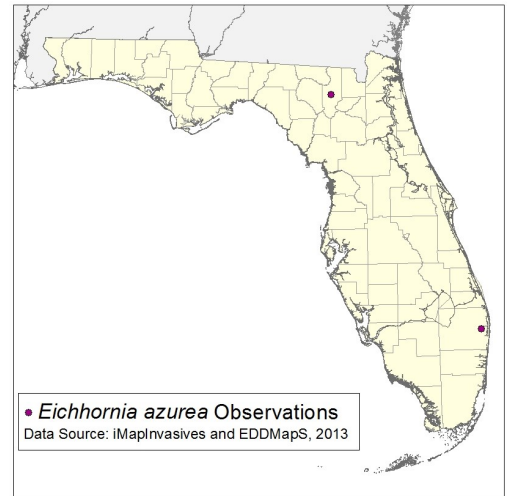 Eichhornia azurea Observations
Data Source: iMapInvasives and EDDMapS, 2013